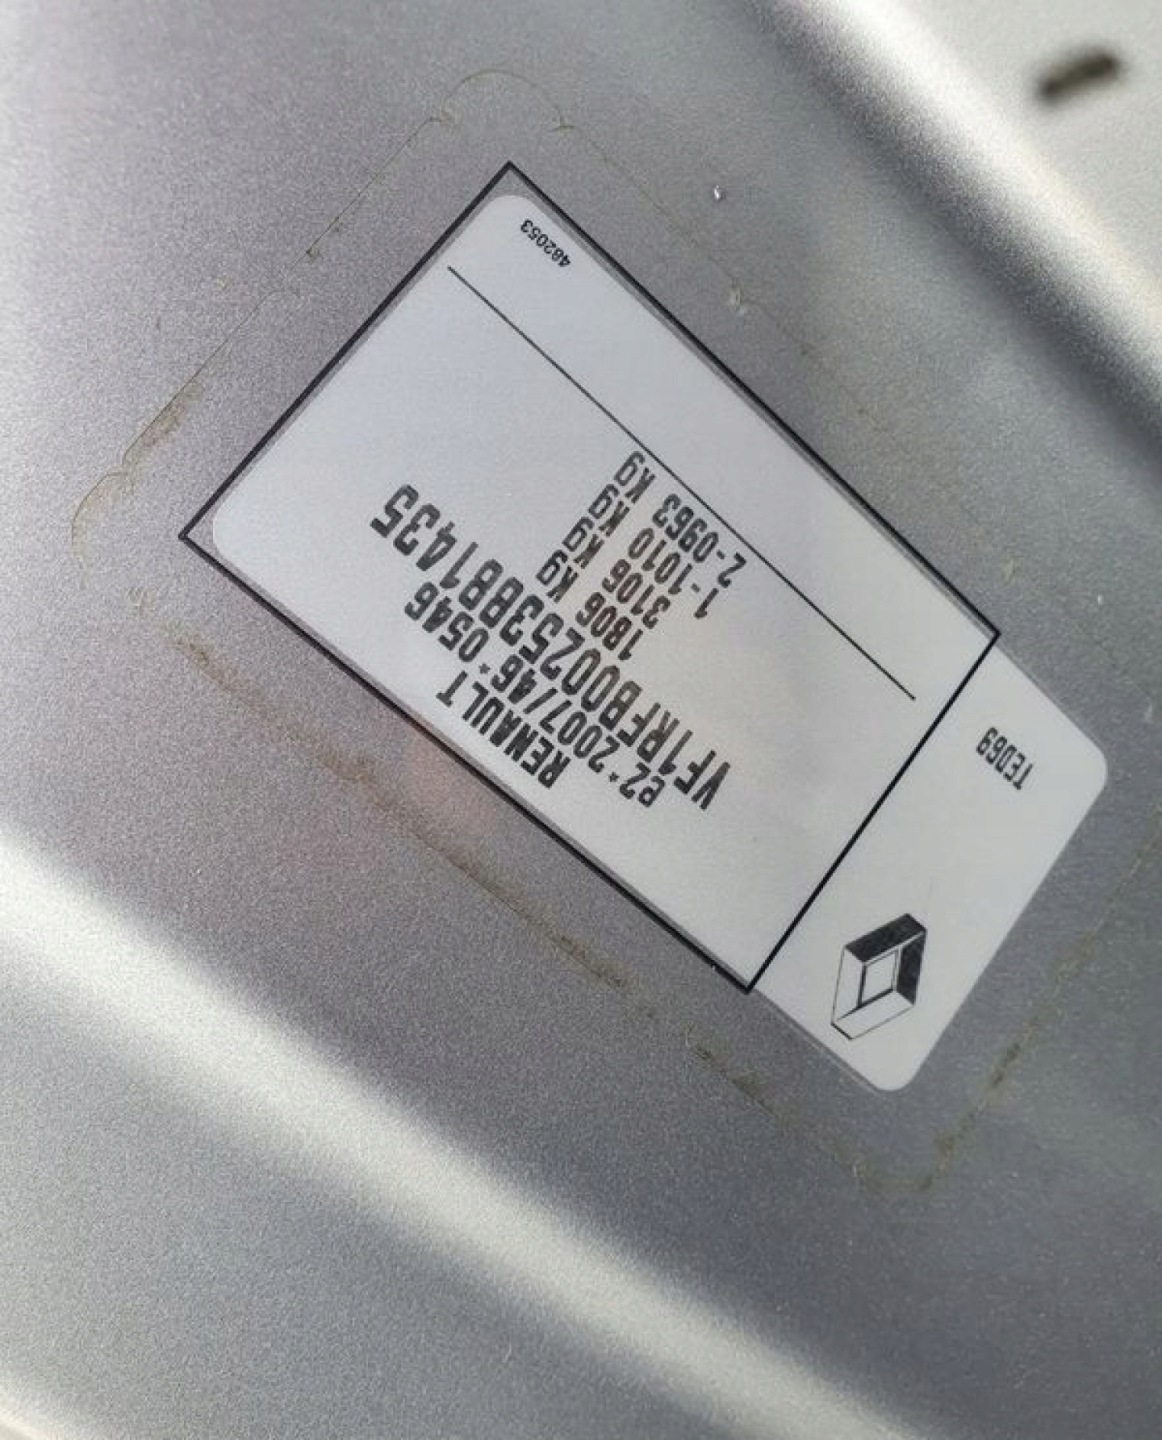 RENAULT
e2*2007/46*0546
VF1RFB00253881435
1806 kg
3106 kg
1-1010 kg
2-0963 kg
TED69
482053